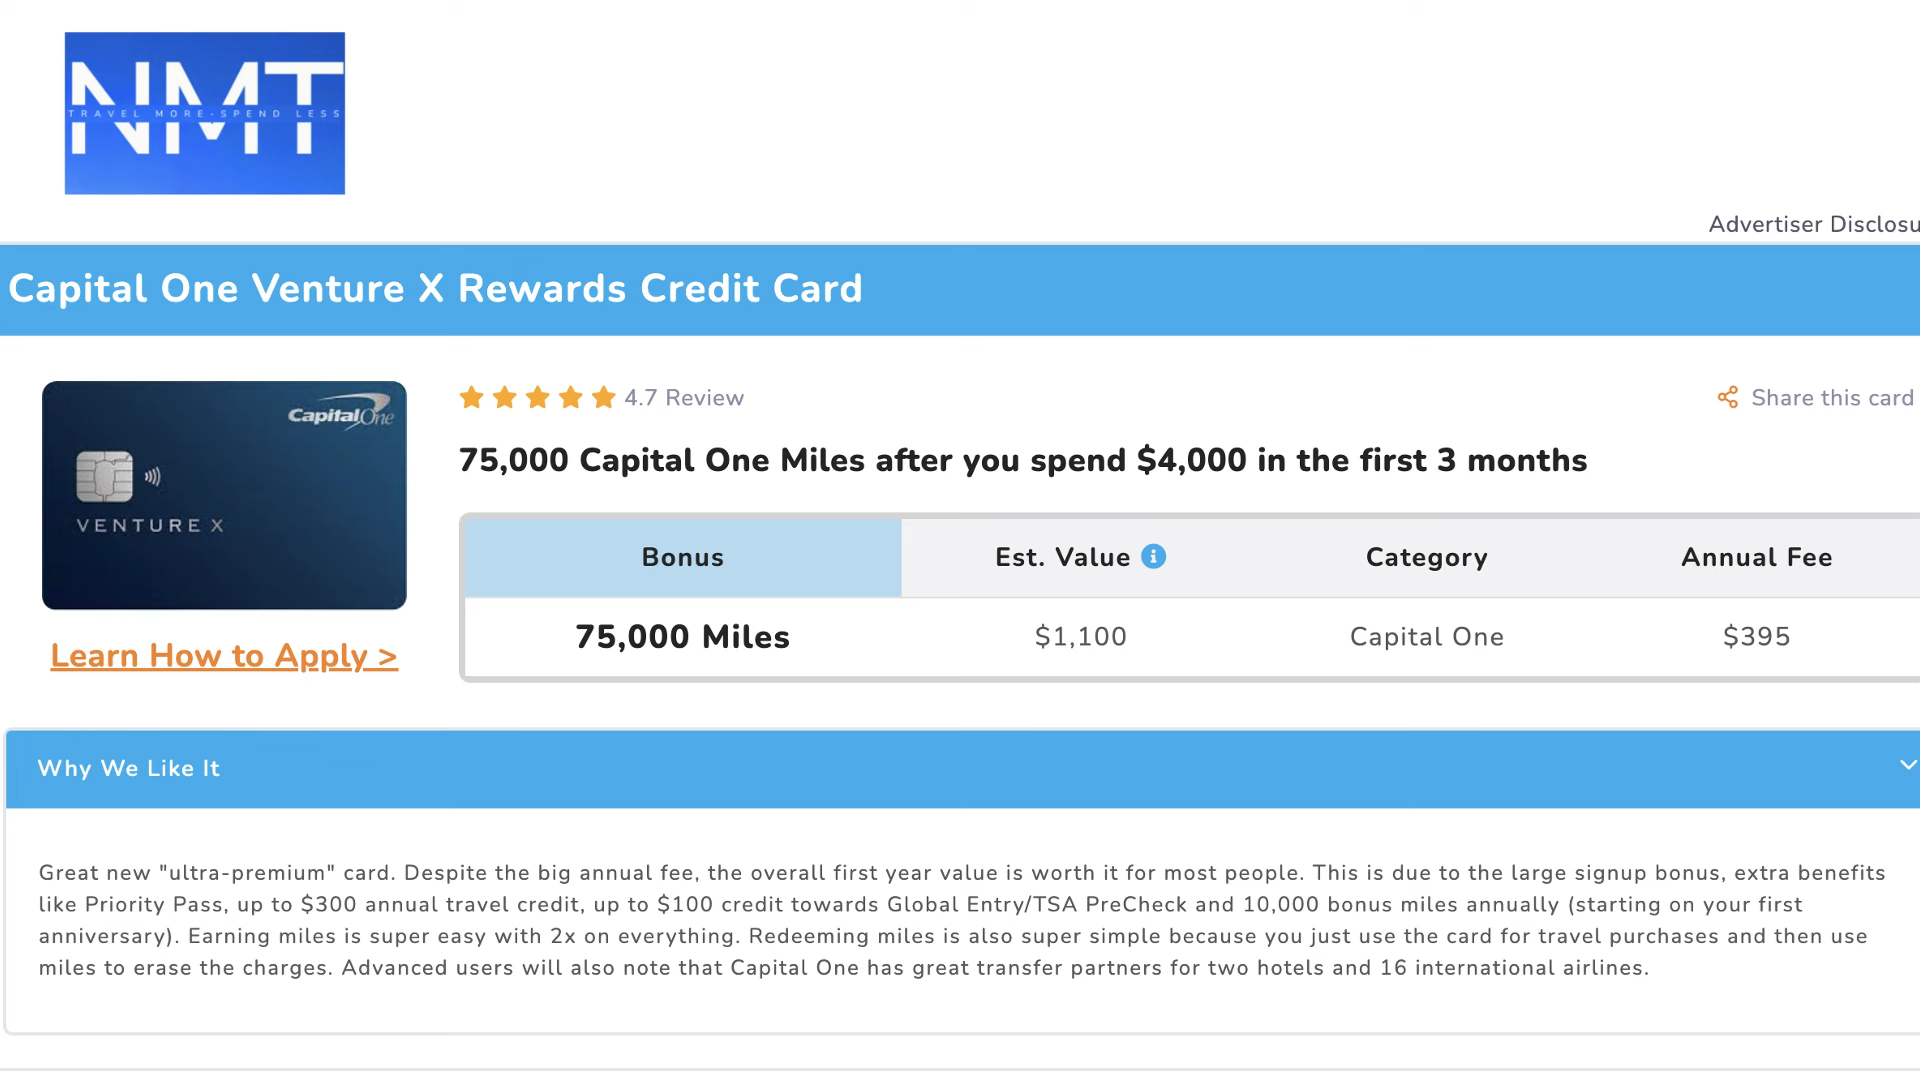 NMT
TRAVEL MORE-SPEND LESS
Advertiser Disclosu
Capital One Venture X Rewards Credit Card
CapitalOne
VENTURE X
4.7 Review
Share this card
75,000 Capital One Miles after you spend $4,000 in the first 3 months
Bonus Est. Value i Category Annual Fee
75,000 Miles $1,100 Capital One $395
Learn How to Apply >
Why We Like It
Great new "ultra-premium" card. Despite the big annual fee, the overall first year value is worth it for most people. This is due to the large signup bonus, extra benefits
like Priority Pass, up to $300 annual travel credit, up to $100 credit towards Global Entry/TSA PreCheck and 10,000 bonus miles annually (starting on your first
anniversary). Earning miles is super easy with 2x on everything. Redeeming miles is also super simple because you just use the card for travel purchases and then use
miles to erase the charges. Advanced users will also note that Capital One has great transfer partners for two hotels and 16 international airlines.